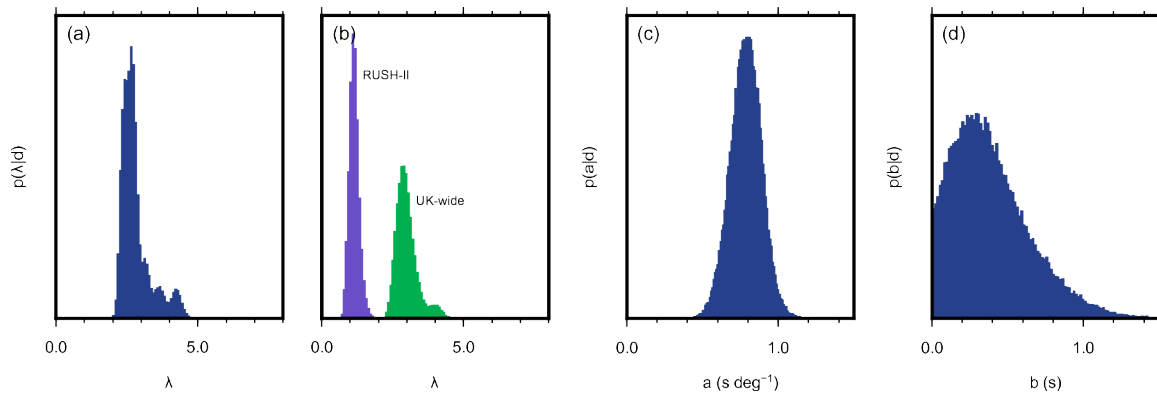 (a)
p(λ|d)
0.0 5.0
λ
(b)
RUSH-II
UK-wide
0.0 5.0
λ
(c)
p(a|d)
0.0 1.0
a (s deg⁻¹)
(d)
p(b|d)
0.0 1.0
b (s)